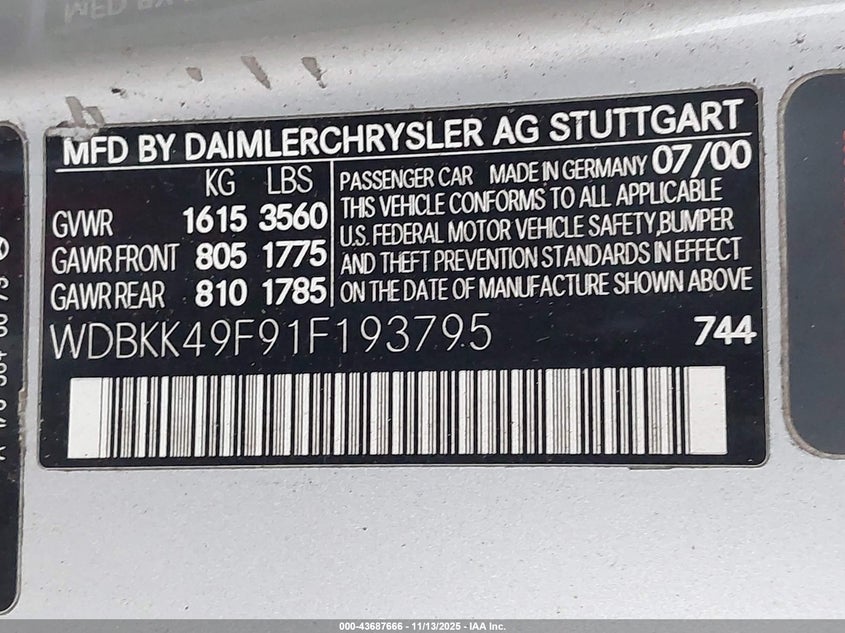 MFD BY DAIMLERCHRYSLER AG STUTTGART
KG LBS
GVWR 1615 3560
GAWR FRONT 805 1775
GAWR REAR 810 1785
PASSENGER CAR MADE IN GERMANY 07/00
THIS VEHICLE CONFORMS TO ALL APPLICABLE
U.S. FEDERAL MOTOR VEHICLE SAFETY,BUMPER
AND THEFT PREVENTION STANDARDS IN EFFECT
ON THE DATE OF MANUFACTURE SHOWN ABOVE
WDBKK49F91F193795 744
000-43687666 - 11/13/2025 - IAA Inc.